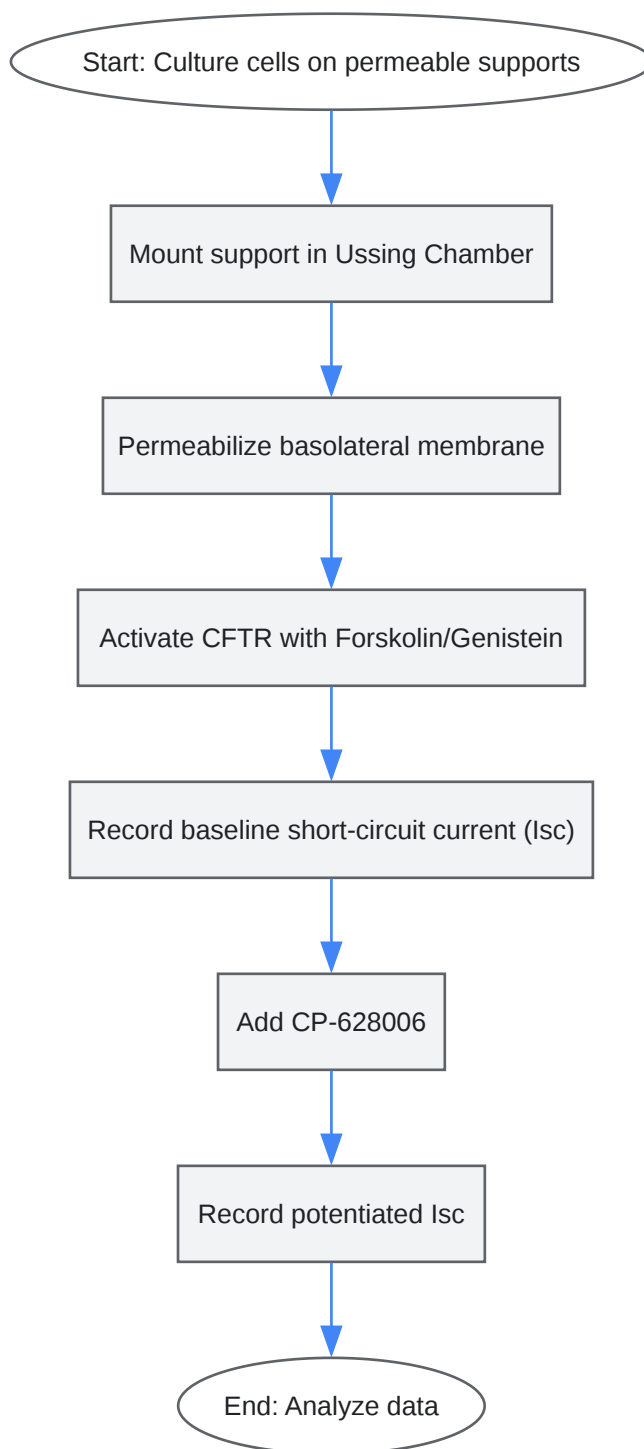 Start: Culture cells on permeable supports
Mount support in Ussing Chamber
Permeabilize basolateral membrane
Activate CFTR with Forskolin/Genistein
Record baseline short-circuit current (Isc)
Add CP-628006
Record potentiated Isc
End: Analyze data